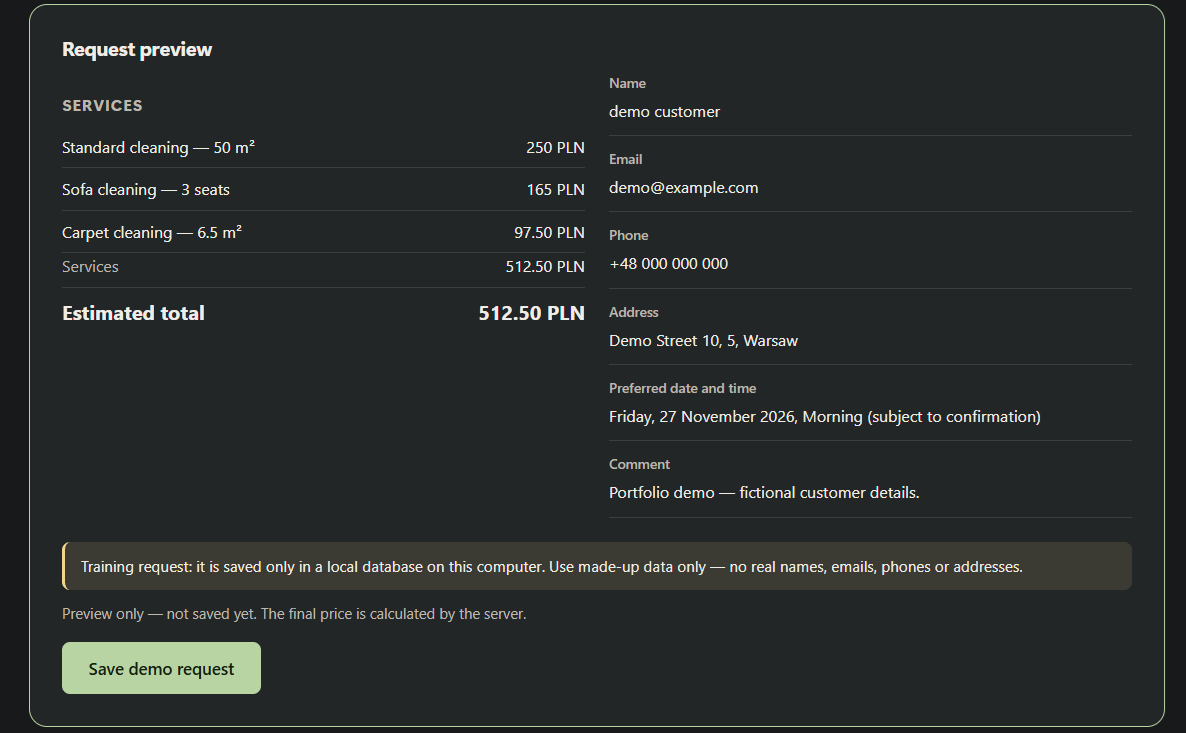 Request preview
SERVICES
Standard cleaning — 50 m² 250 PLN
Sofa cleaning — 3 seats 165 PLN
Carpet cleaning — 6.5 m² 97.50 PLN
Services 512.50 PLN
Estimated total 512.50 PLN
Name
demo customer
Email
demo@example.com
Phone
+48 000 000 000
Address
Demo Street 10, 5, Warsaw
Preferred date and time
Friday, 27 November 2026, Morning (subject to confirmation)
Comment
Portfolio demo — fictional customer details.
Training request: it is saved only in a local database on this computer. Use made-up data only — no real names, emails, phones or addresses.
Preview only — not saved yet. The final price is calculated by the server.
Save demo request